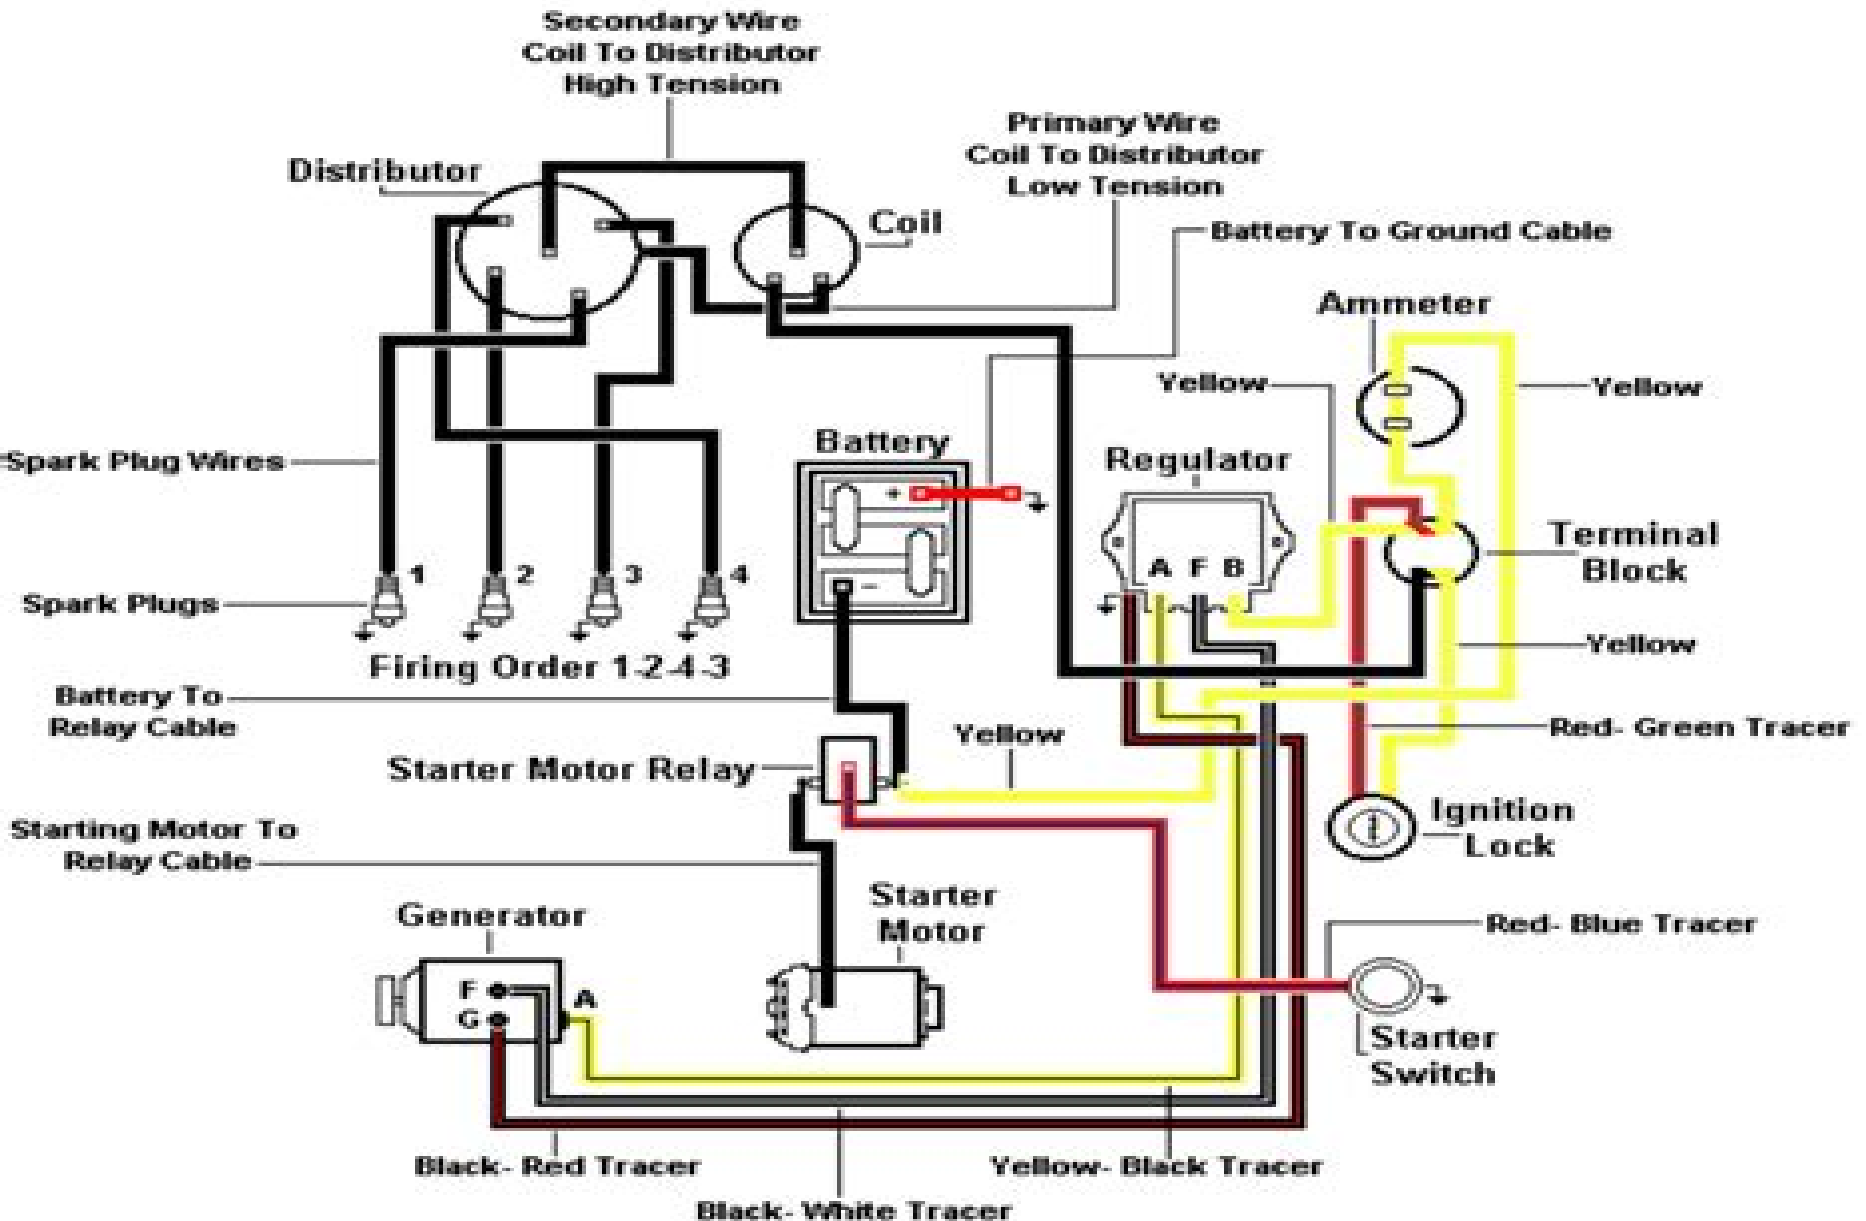 Secondary Wire
Coil To Distributor
High Tension
Primary Wire
Coil To Distributor
Low Tension
Distributor
Coil
Battery To Ground Cable
Ammeter
Yellow
Yellow
Battery
Regulator
Spark Plug Wires
+
Terminal
Block
A F B
1 2 3 4
–
Spark Plugs
Firing Order 1-2-4-3
Yellow
Battery To
Relay Cable
Red- Green Tracer
Yellow
Starter Motor Relay
Ignition
Lock
Starting Motor To
Relay Cable
Starter
Motor
Generator
Red- Blue Tracer
F
A
G
Starter
Switch
Black- Red Tracer
Yellow- Black Tracer
Black- White Tracer